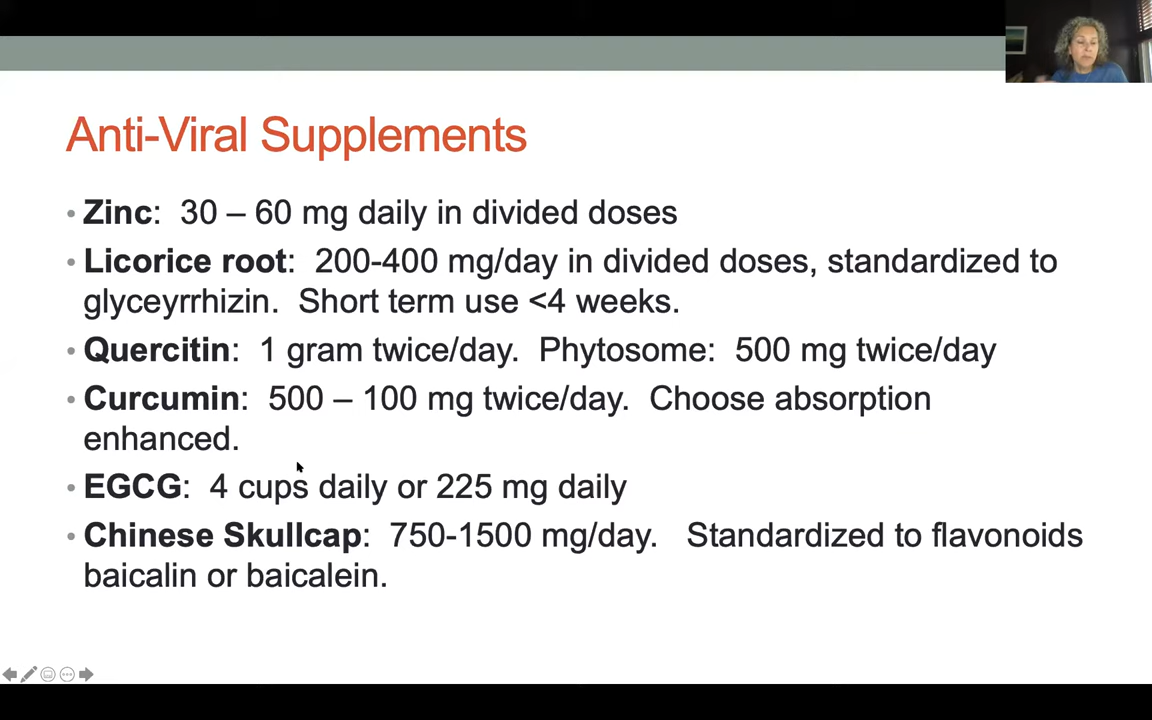 Anti-Viral Supplements
• Zinc: 30 – 60 mg daily in divided doses
• Licorice root: 200-400 mg/day in divided doses, standardized to
glyceyrrhizin. Short term use <4 weeks.
• Quercitin: 1 gram twice/day. Phytosome: 500 mg twice/day
• Curcumin: 500 – 100 mg twice/day. Choose absorption
enhanced.
• EGCG: 4 cups daily or 225 mg daily
• Chinese Skullcap: 750-1500 mg/day. Standardized to flavonoids
baicalin or baicalein.